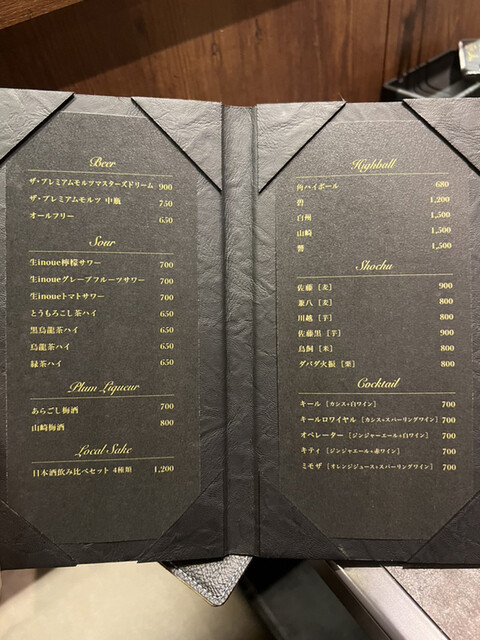 Beer
ザ・プレミアムモルツマスターズドリーム 900
ザ・プレミアムモルツ 中瓶 750
オールフリー 650
Sour
生inoue檸檬サワー 700
生inoueグレープフルーツサワー 700
生inoueトマトサワー 700
とうもろこし茶ハイ 650
黒烏龍茶ハイ 650
烏龍茶ハイ 650
緑茶ハイ 650
Plum Liqueur
あらごし梅酒 700
山崎梅酒 800
Local Sake
日本酒飲み比べセット 4種類 1,200
Highball
角ハイボール 680
碧 1,200
白州 1,500
山崎 1,500
響 1,500
Shochu
佐藤 [麦] 900
兼八 [麦] 800
川越 [芋] 800
佐藤黒 [芋] 900
鳥飼 [米] 800
ダバダ火振 [栗] 800
Cocktail
キール [カシス+白ワイン] 700
キールロワイヤル [カシス+スパーリングワイン] 700
オペレーター [ジンジャーエール+白ワイン] 700
キティ [ジンジャエール+赤ワイン] 700
ミモザ [オレンジジュース+スパーリングワイン] 700